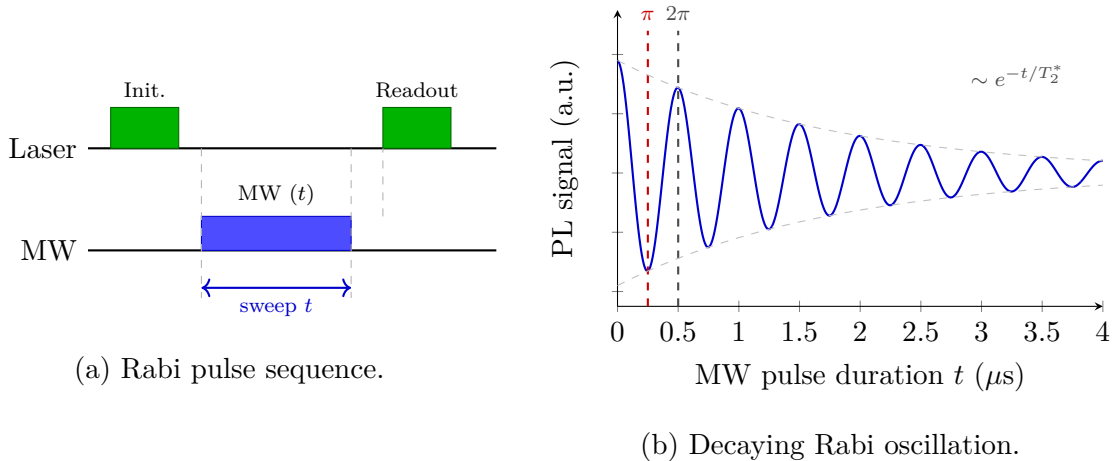 Init.
Readout
Laser
MW (t)
MW
sweep t
(a) Rabi pulse sequence.
π
2π
∼ e^{-t/T_2^*}
PL signal (a.u.)
0 0.5 1 1.5 2 2.5 3 3.5 4
MW pulse duration t (μs)
(b) Decaying Rabi oscillation.